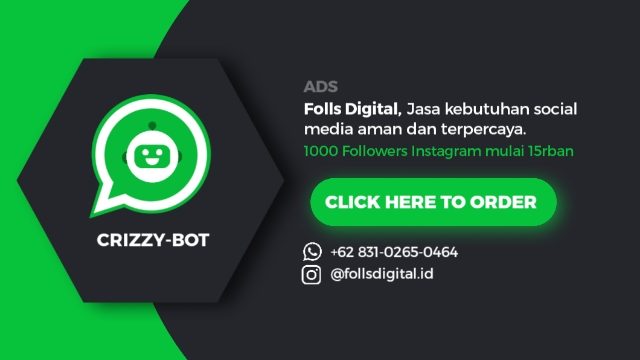 ADS
Folls Digital, Jasa kebutuhan social
media aman dan terpercaya.
1000 Followers Instagram mulai 15rban
CLICK HERE TO ORDER
CRIZZY-BOT
+62 831-0265-0464
@follsdigital.id